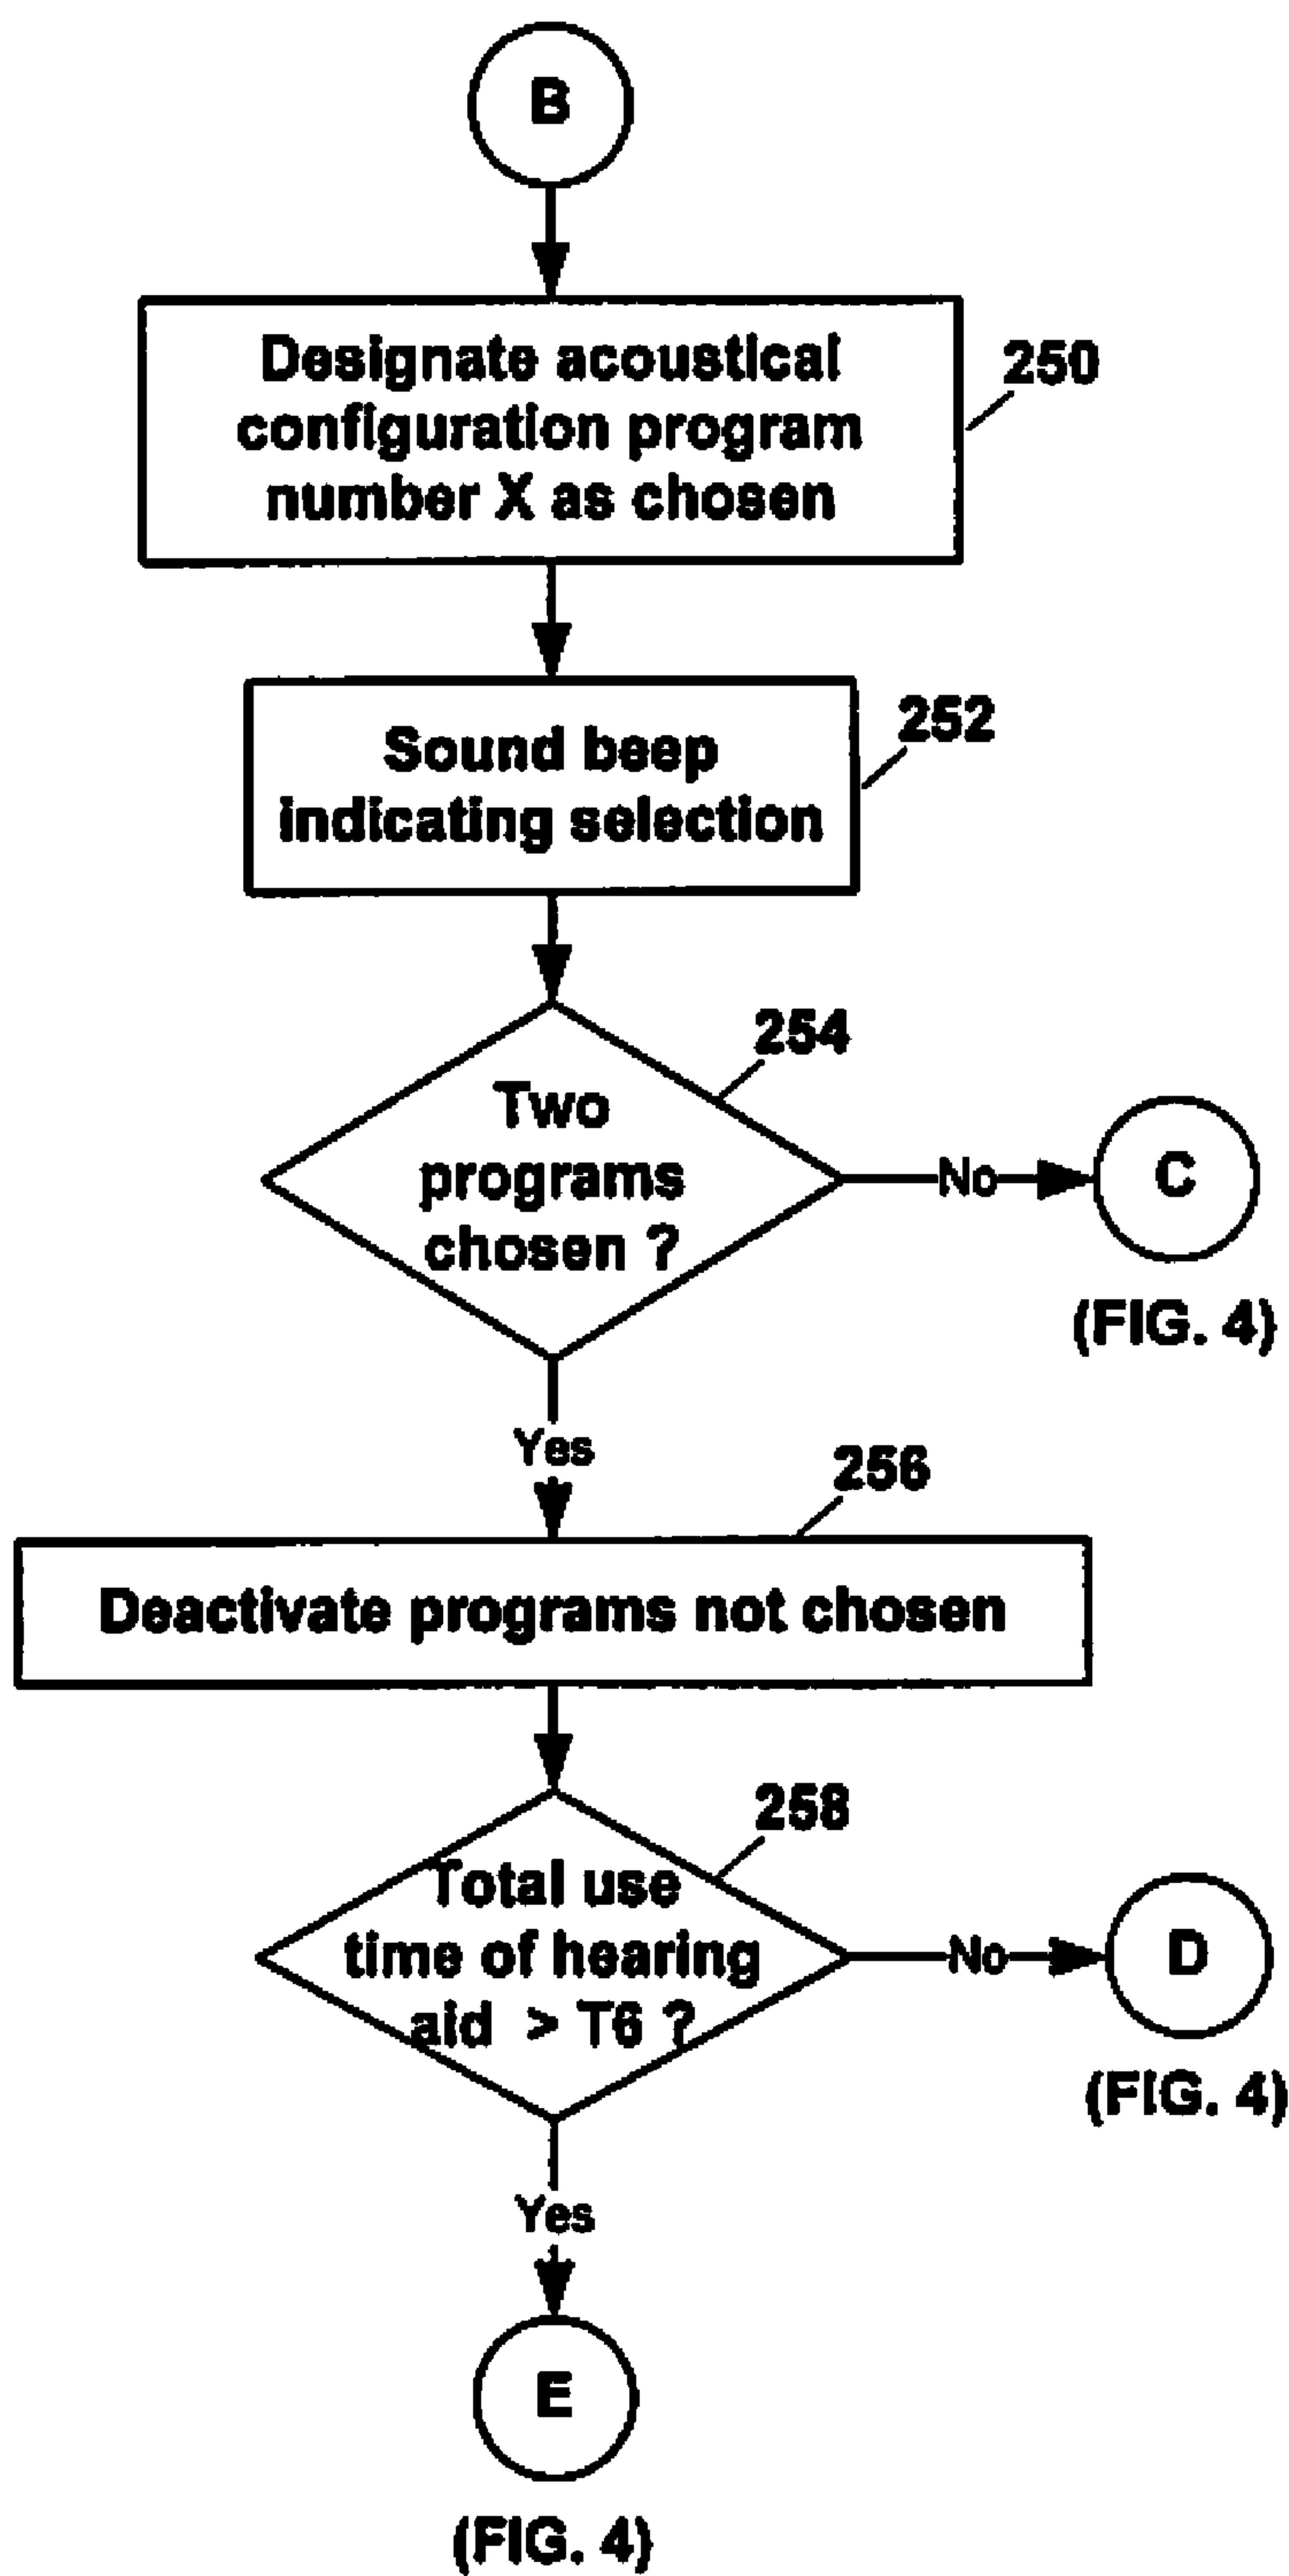 B
Designate acoustical
configuration program
number X as chosen
250
Sound beep
indicating selection
252
254
Two
programs
chosen ?
No
C
(FIG. 4)
Yes
256
Deactivate programs not chosen
258
Total use
time of hearing
aid > T6 ?
No
D
(FIG. 4)
Yes
E
(FIG. 4)